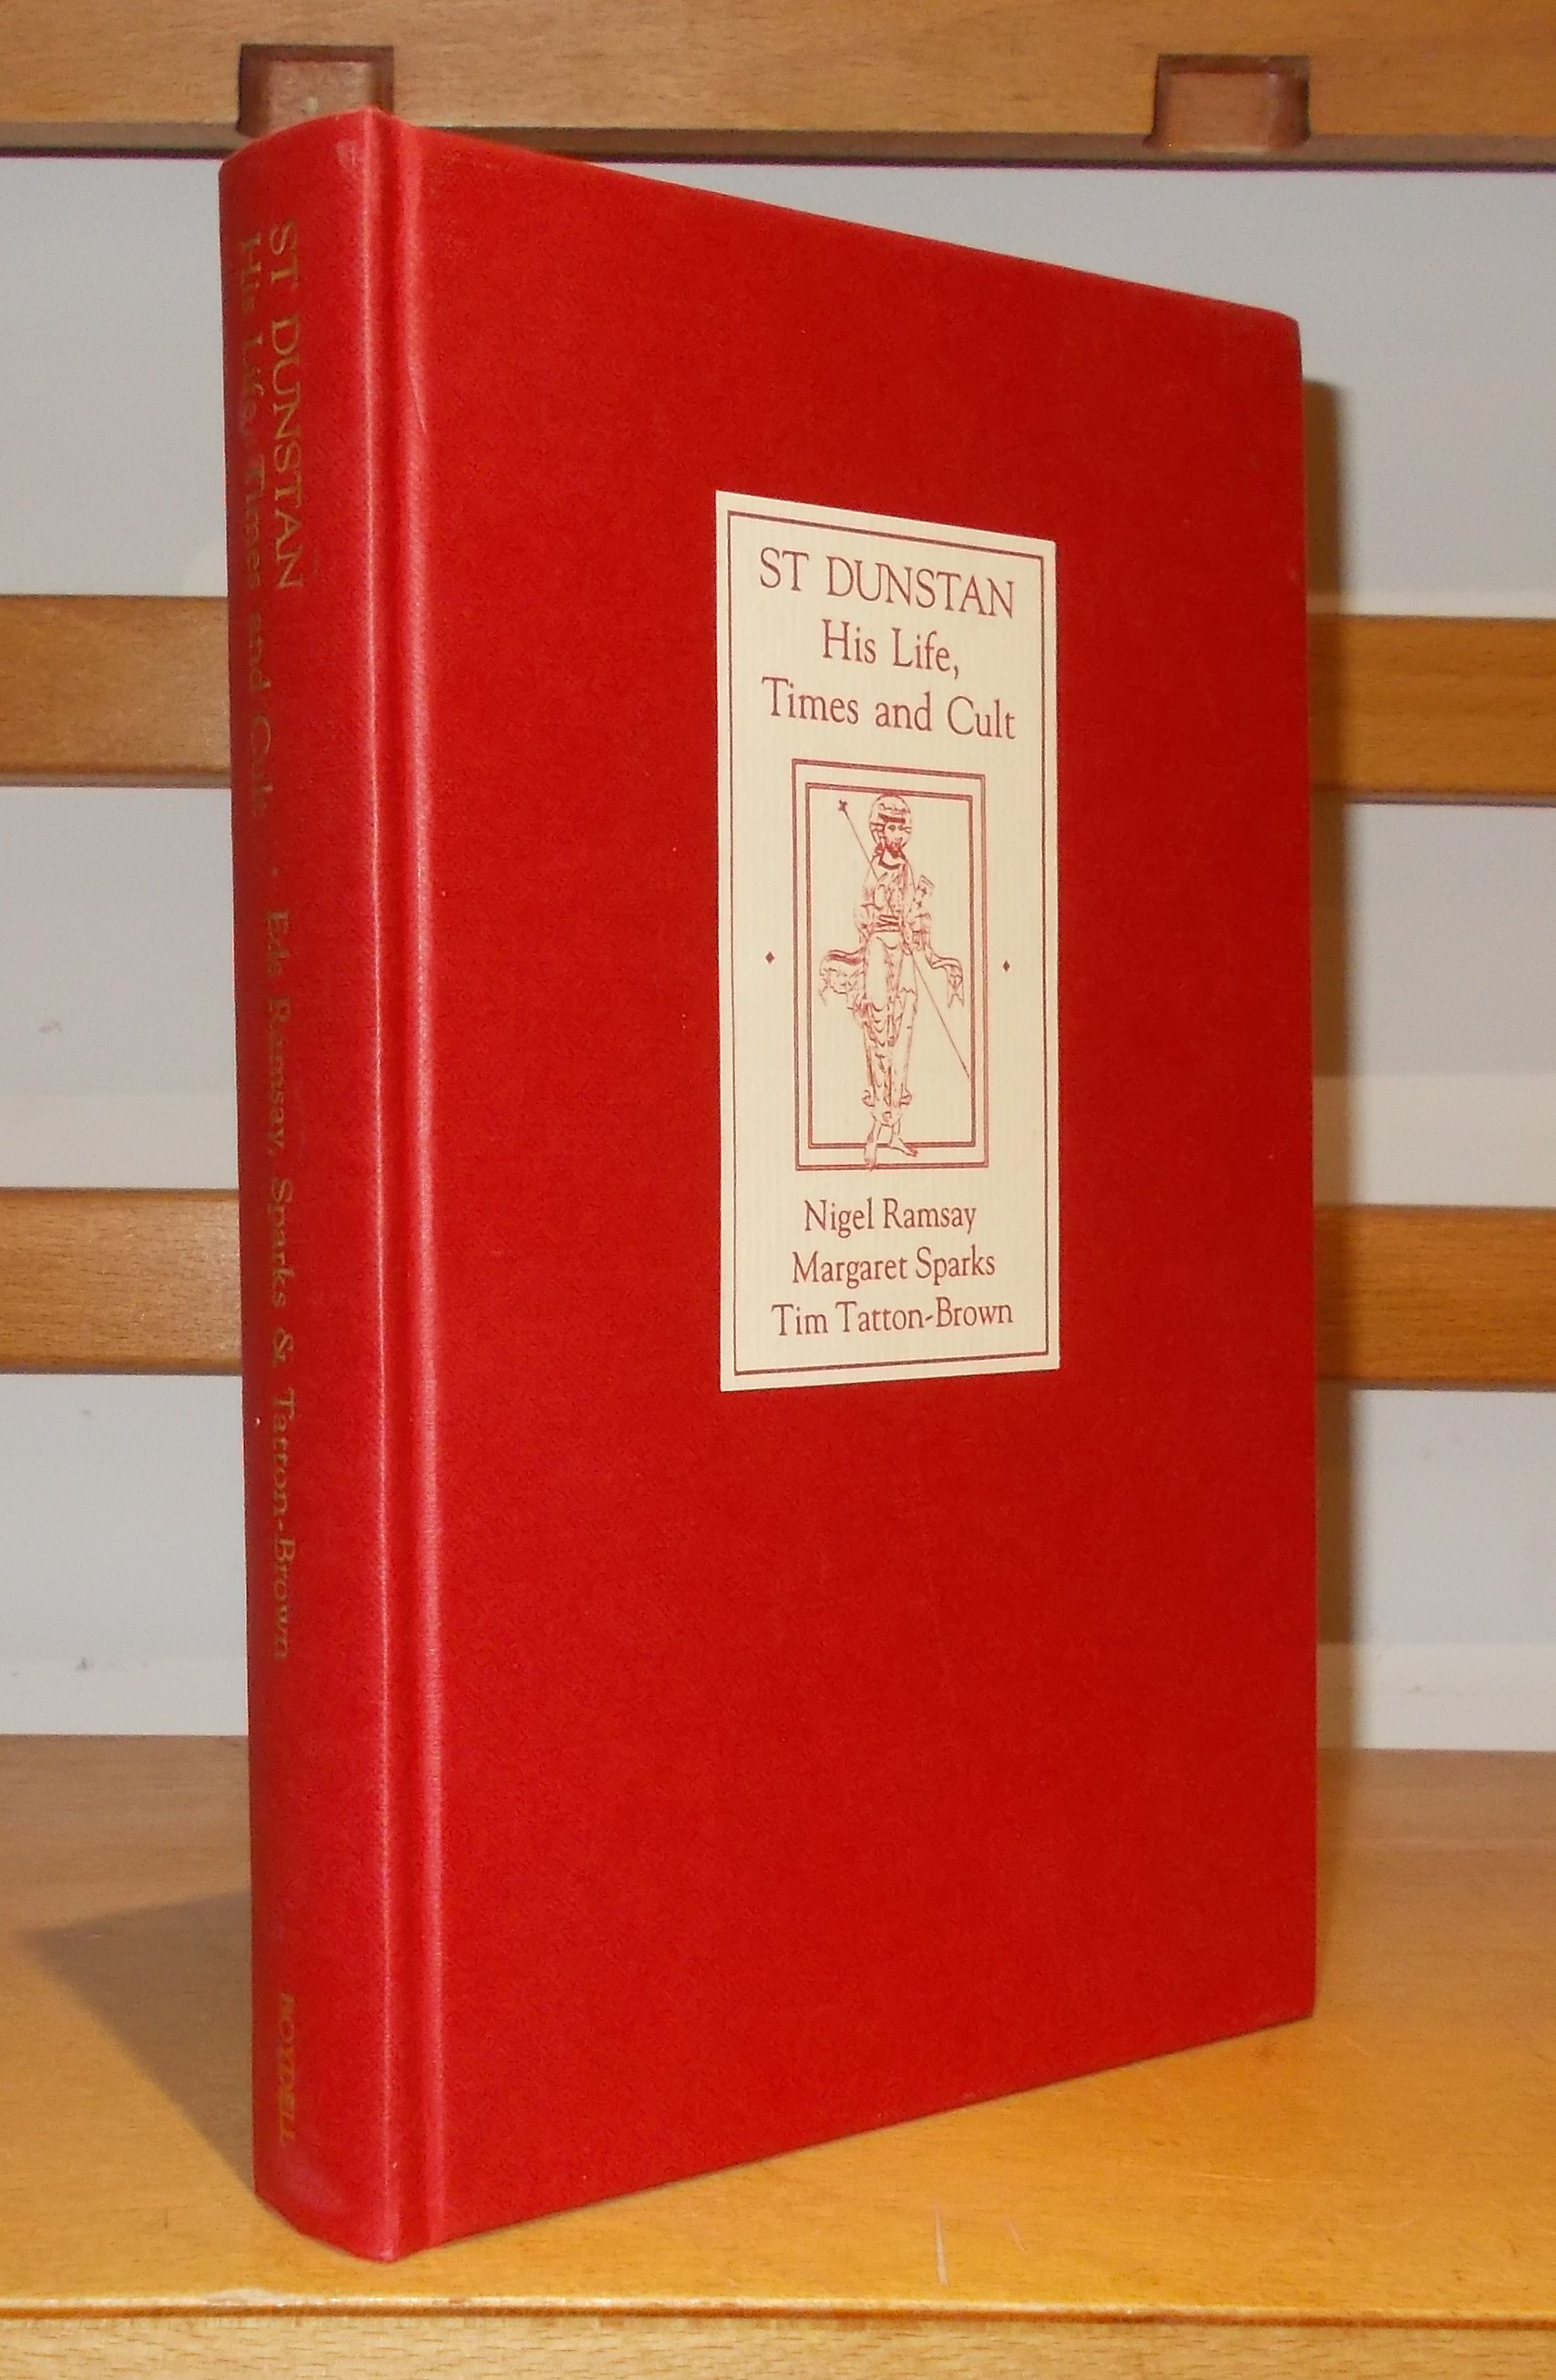 ST DUNSTAN
His Life, Times and Cult
• Eds Ramsay, Sparks & Tatton-Brown
BOYDELL
ST DUNSTAN
His Life,
Times and Cult
Nigel Ramsay
Margaret Sparks
Tim Tatton-Brown